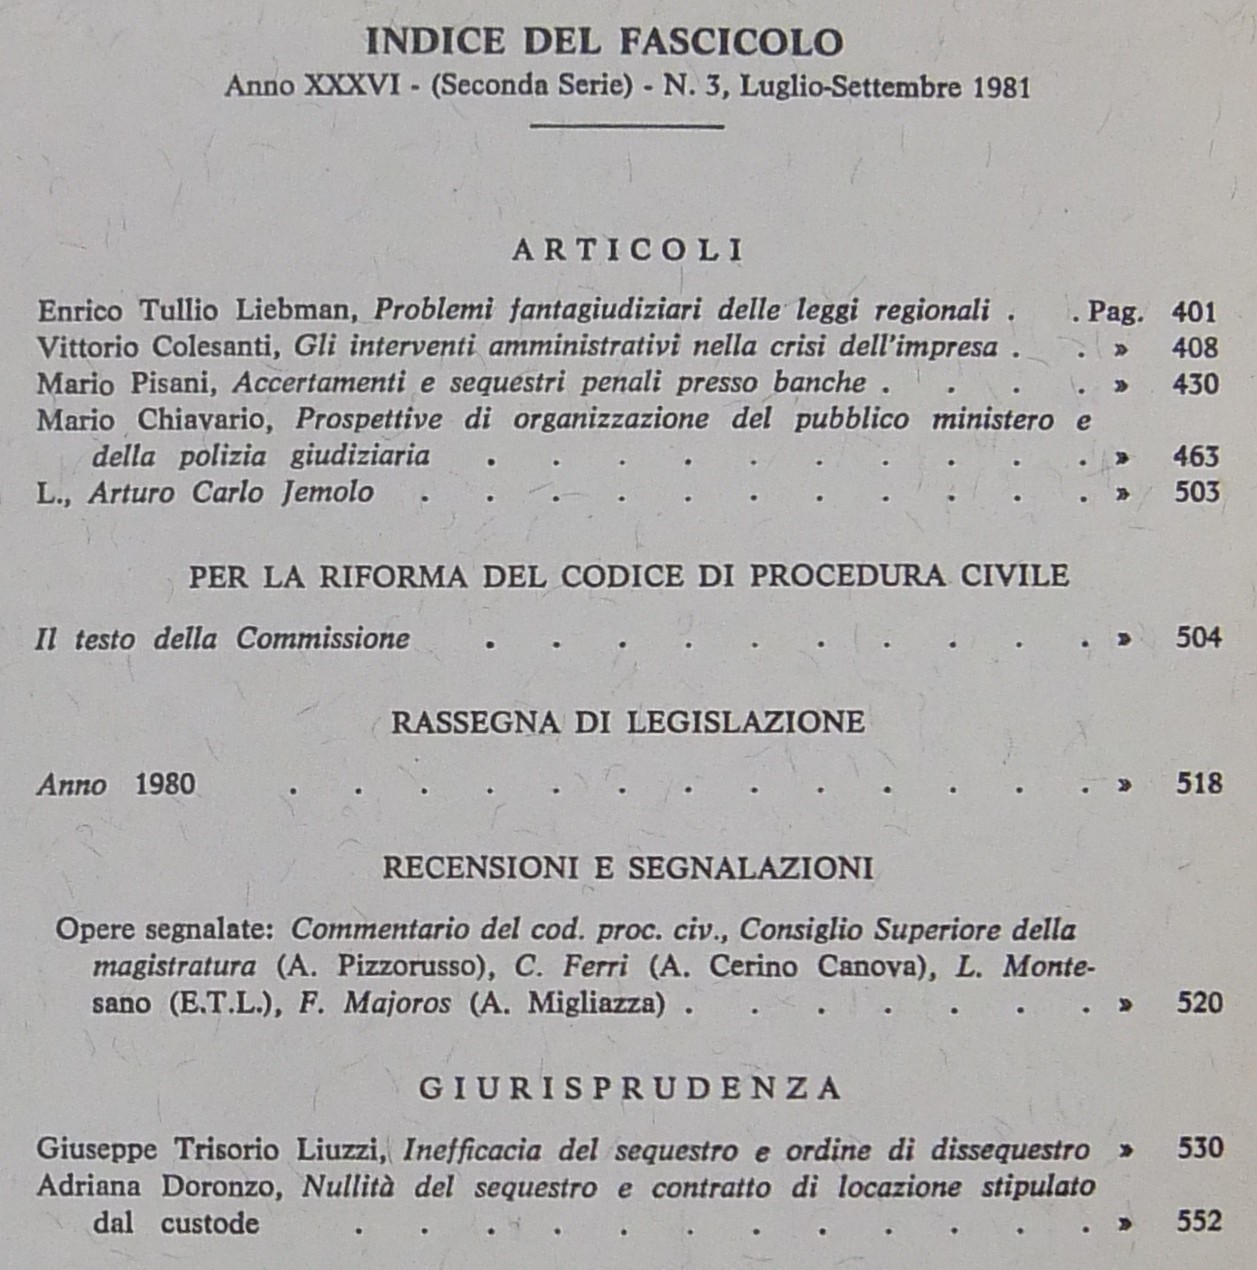 INDICE DEL FASCICOLO
Anno XXXVI - (Seconda Serie) - N. 3, Luglio-Settembre 1981
ARTICOLI
Enrico Tullio Liebman, Problemi fantagiudiziari delle leggi regionali . . Pag. 401
Vittorio Colesanti, Gli interventi amministrativi nella crisi dell'impresa . . » 408
Mario Pisani, Accertamenti e sequestri penali presso banche . . . . » 430
Mario Chiavario, Prospettive di organizzazione del pubblico ministero e
della polizia giudiziaria . . . . . . . . . . » 463
L., Arturo Carlo Jemolo . . . . . . . . . . . » 503
PER LA RIFORMA DEL CODICE DI PROCEDURA CIVILE
Il testo della Commissione . . . . . . . . . . » 504
RASSEGNA DI LEGISLAZIONE
Anno 1980 . . . . . . . . . . . . . » 518
RECENSIONI E SEGNALAZIONI
Opere segnalate: Commentario del cod. proc. civ., Consiglio Superiore della
magistratura (A. Pizzorusso), C. Ferri (A. Cerino Canova), L. Monte-
sano (E.T.L.), F. Majoros (A. Migliazza) . . . . . . . » 520
GIURISPRUDENZA
Giuseppe Trisorio Liuzzi, Inefficacia del sequestro e ordine di dissequestro » 530
Adriana Doronzo, Nullità del sequestro e contratto di locazione stipulato
dal custode . . . . . . . . . . . . » 552